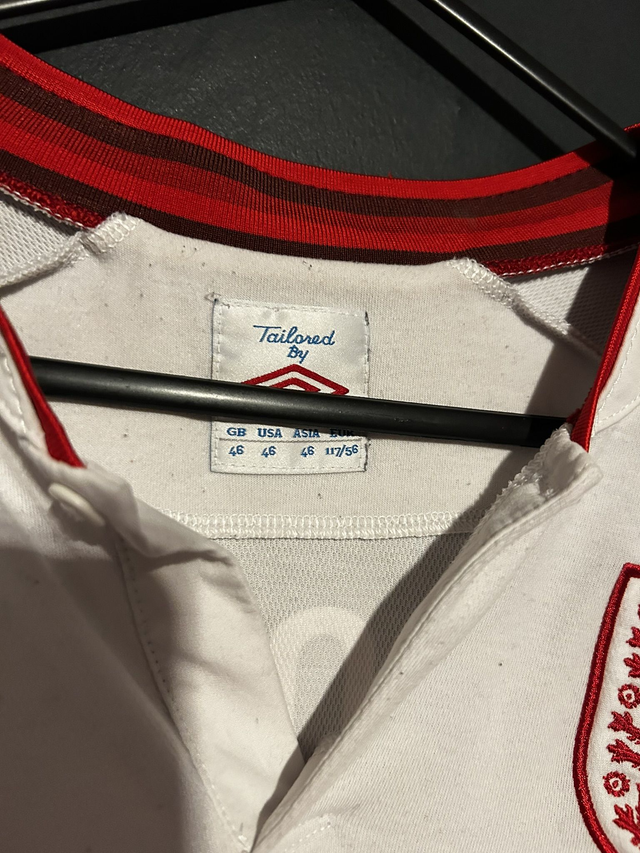 Tailored
By
GB USA ASIA EUR
46 46 46 117/56